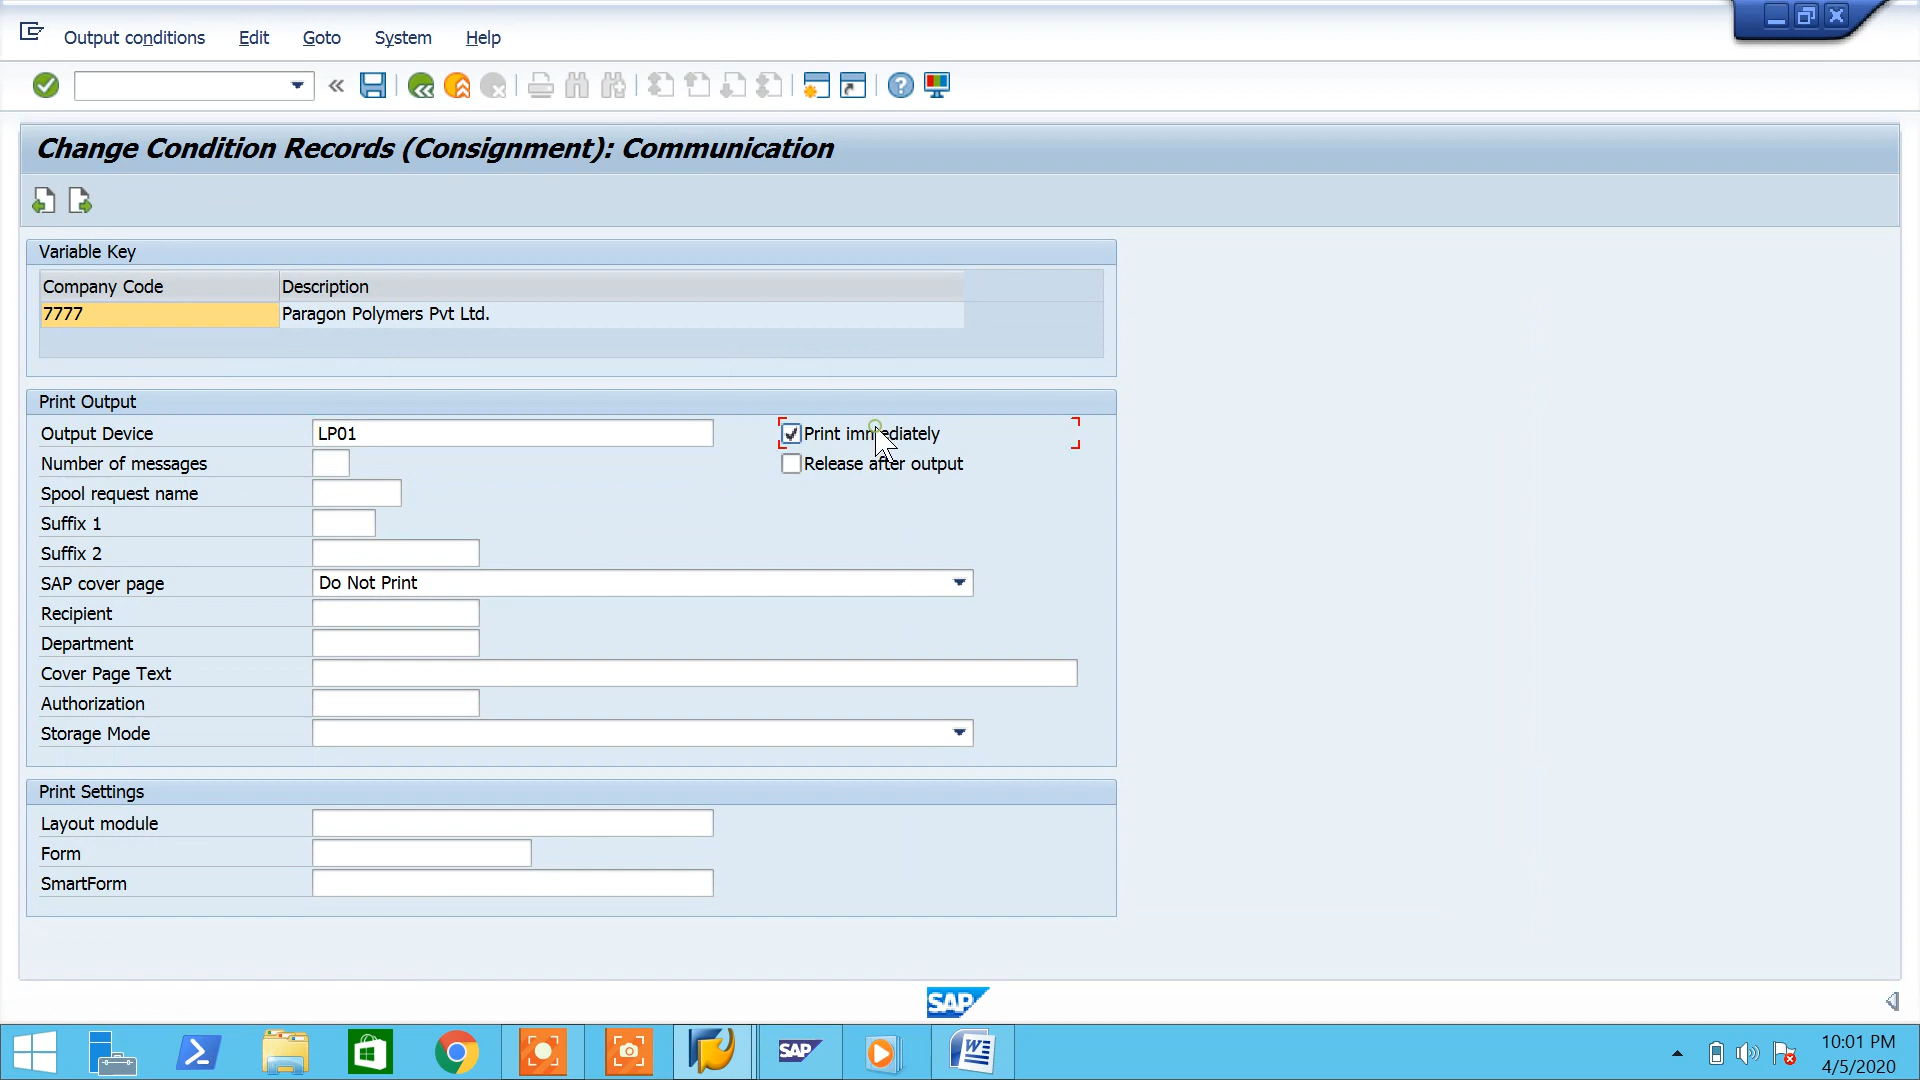 Output conditions Edit Goto System Help
Change Condition Records (Consignment): Communication
Variable Key
Company Code Description
7777 Paragon Polymers Pvt Ltd.
Print Output
Output Device LP01 Print immediately
Number of messages Release after output
Spool request name
Suffix 1
Suffix 2
SAP cover page Do Not Print
Recipient
Department
Cover Page Text
Authorization
Storage Mode
Print Settings
Layout module
Form
SmartForm
SAP
SAP
10:01 PM
4/5/2020